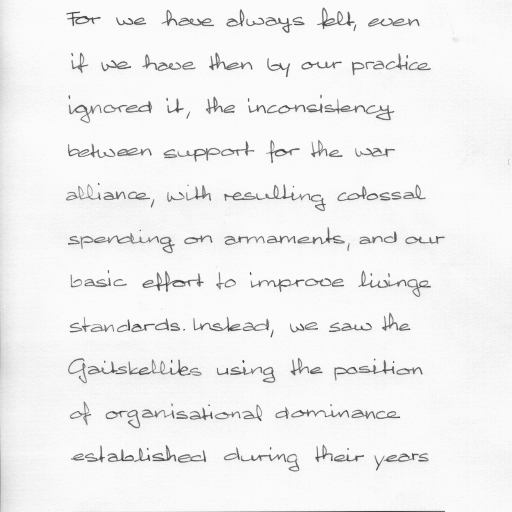 For we have always felt, even
if we have then by our practice
ignored it, the inconsistency
between support for the war
alliance, with resulting colossal
spending on armaments, and our
basic effort to improve livinge
standards. Instead, we saw the
Gaitskellites using the position
of organisational dominance
established during their years